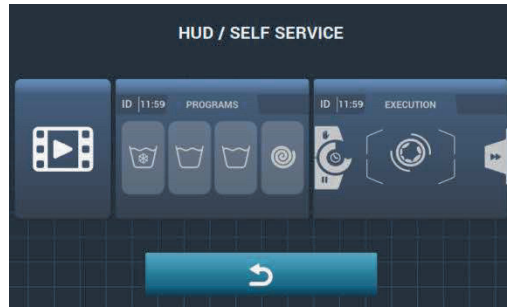 HUD / SELF SERVICE
ID 11:59 PROGRAMS
ID 11:59 EXECUTION